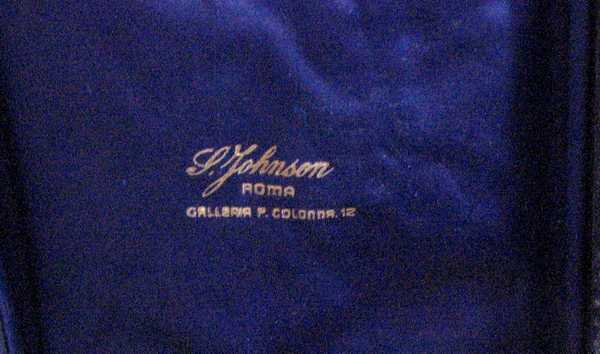 S. Johnson
ROMA
GALLERIA P. COLONNA. 12